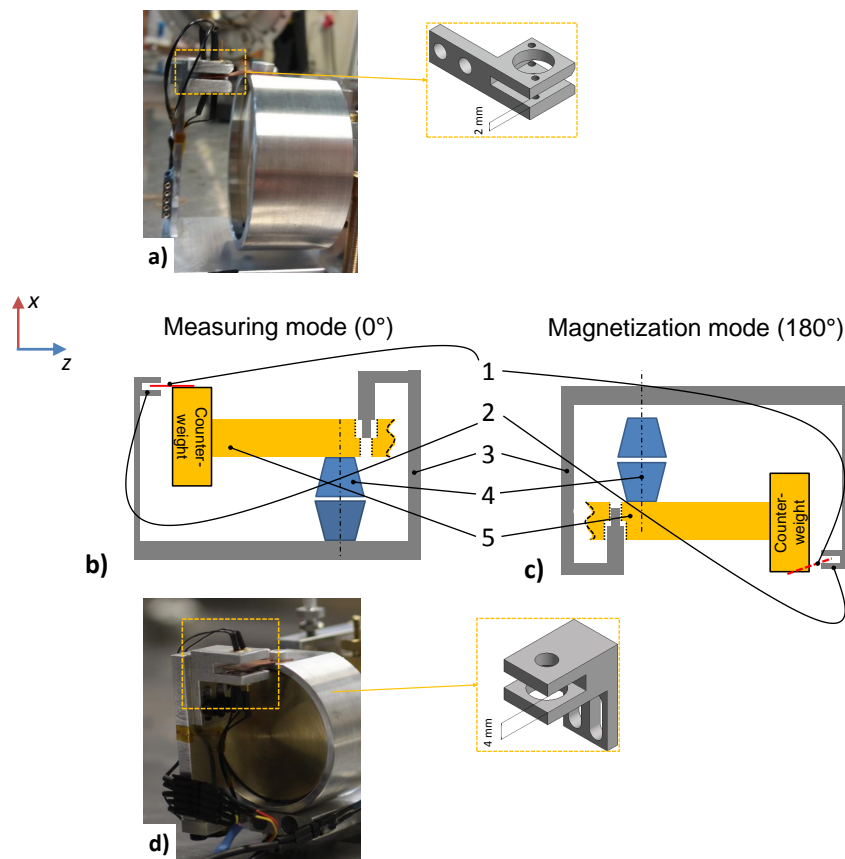 2 mm
a)
x
z
Measuring mode (0°)
Magnetization mode (180°)
1
2
3
4
5
Counter-
weight
Counter-
weight
b)
c)
4 mm
d)